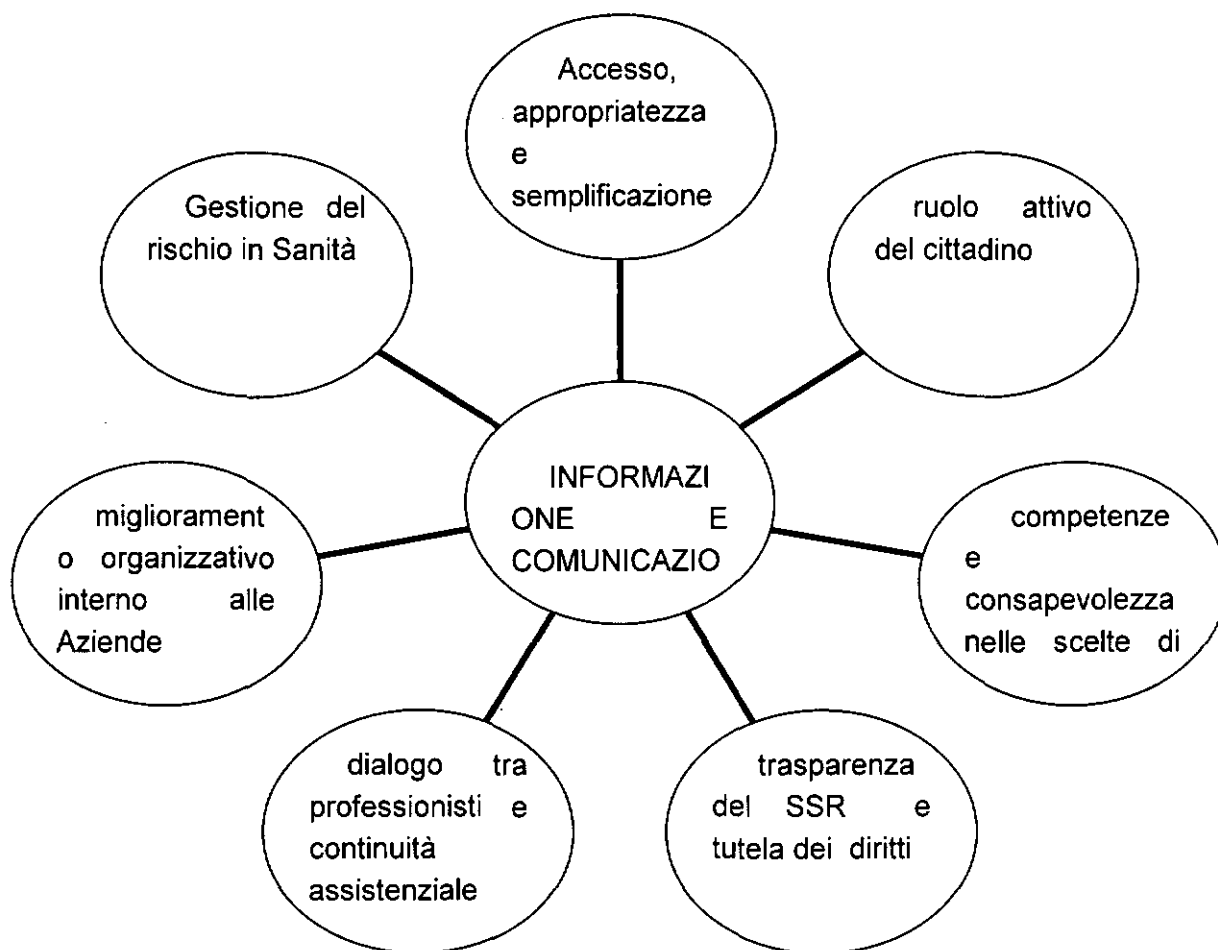 Accesso,
appropriatezza
e
semplificazione
Gestione del
rischio in Sanità
ruolo attivo
del cittadino
INFORMAZI
ONE E
COMUNICAZIO
migliorament
o organizzativo
interno alle
Aziende
competenze
e
consapevolezza
nelle scelte di
dialogo tra
professionisti e
continuità
assistenziale
trasparenza
del SSR e
tutela dei diritti